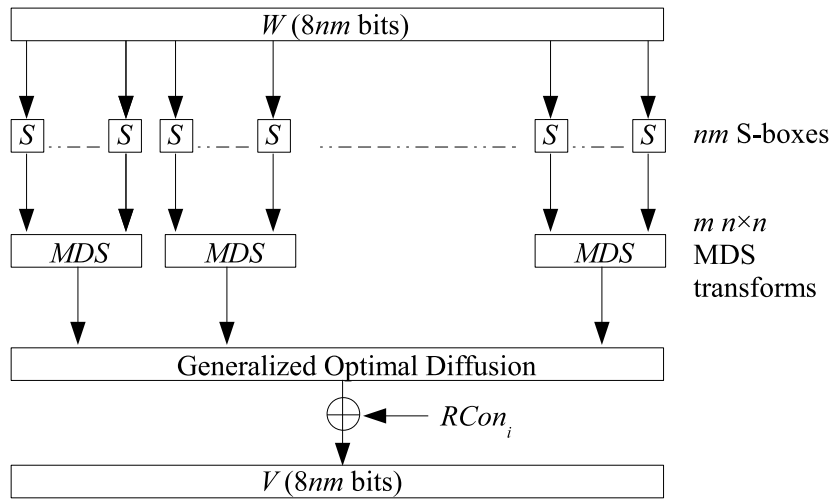 W (8nm bits)
S S S S S S nm S-boxes
m n×n
MDS MDS MDS MDS
transforms
Generalized Optimal Diffusion
RCon_i
V (8nm bits)